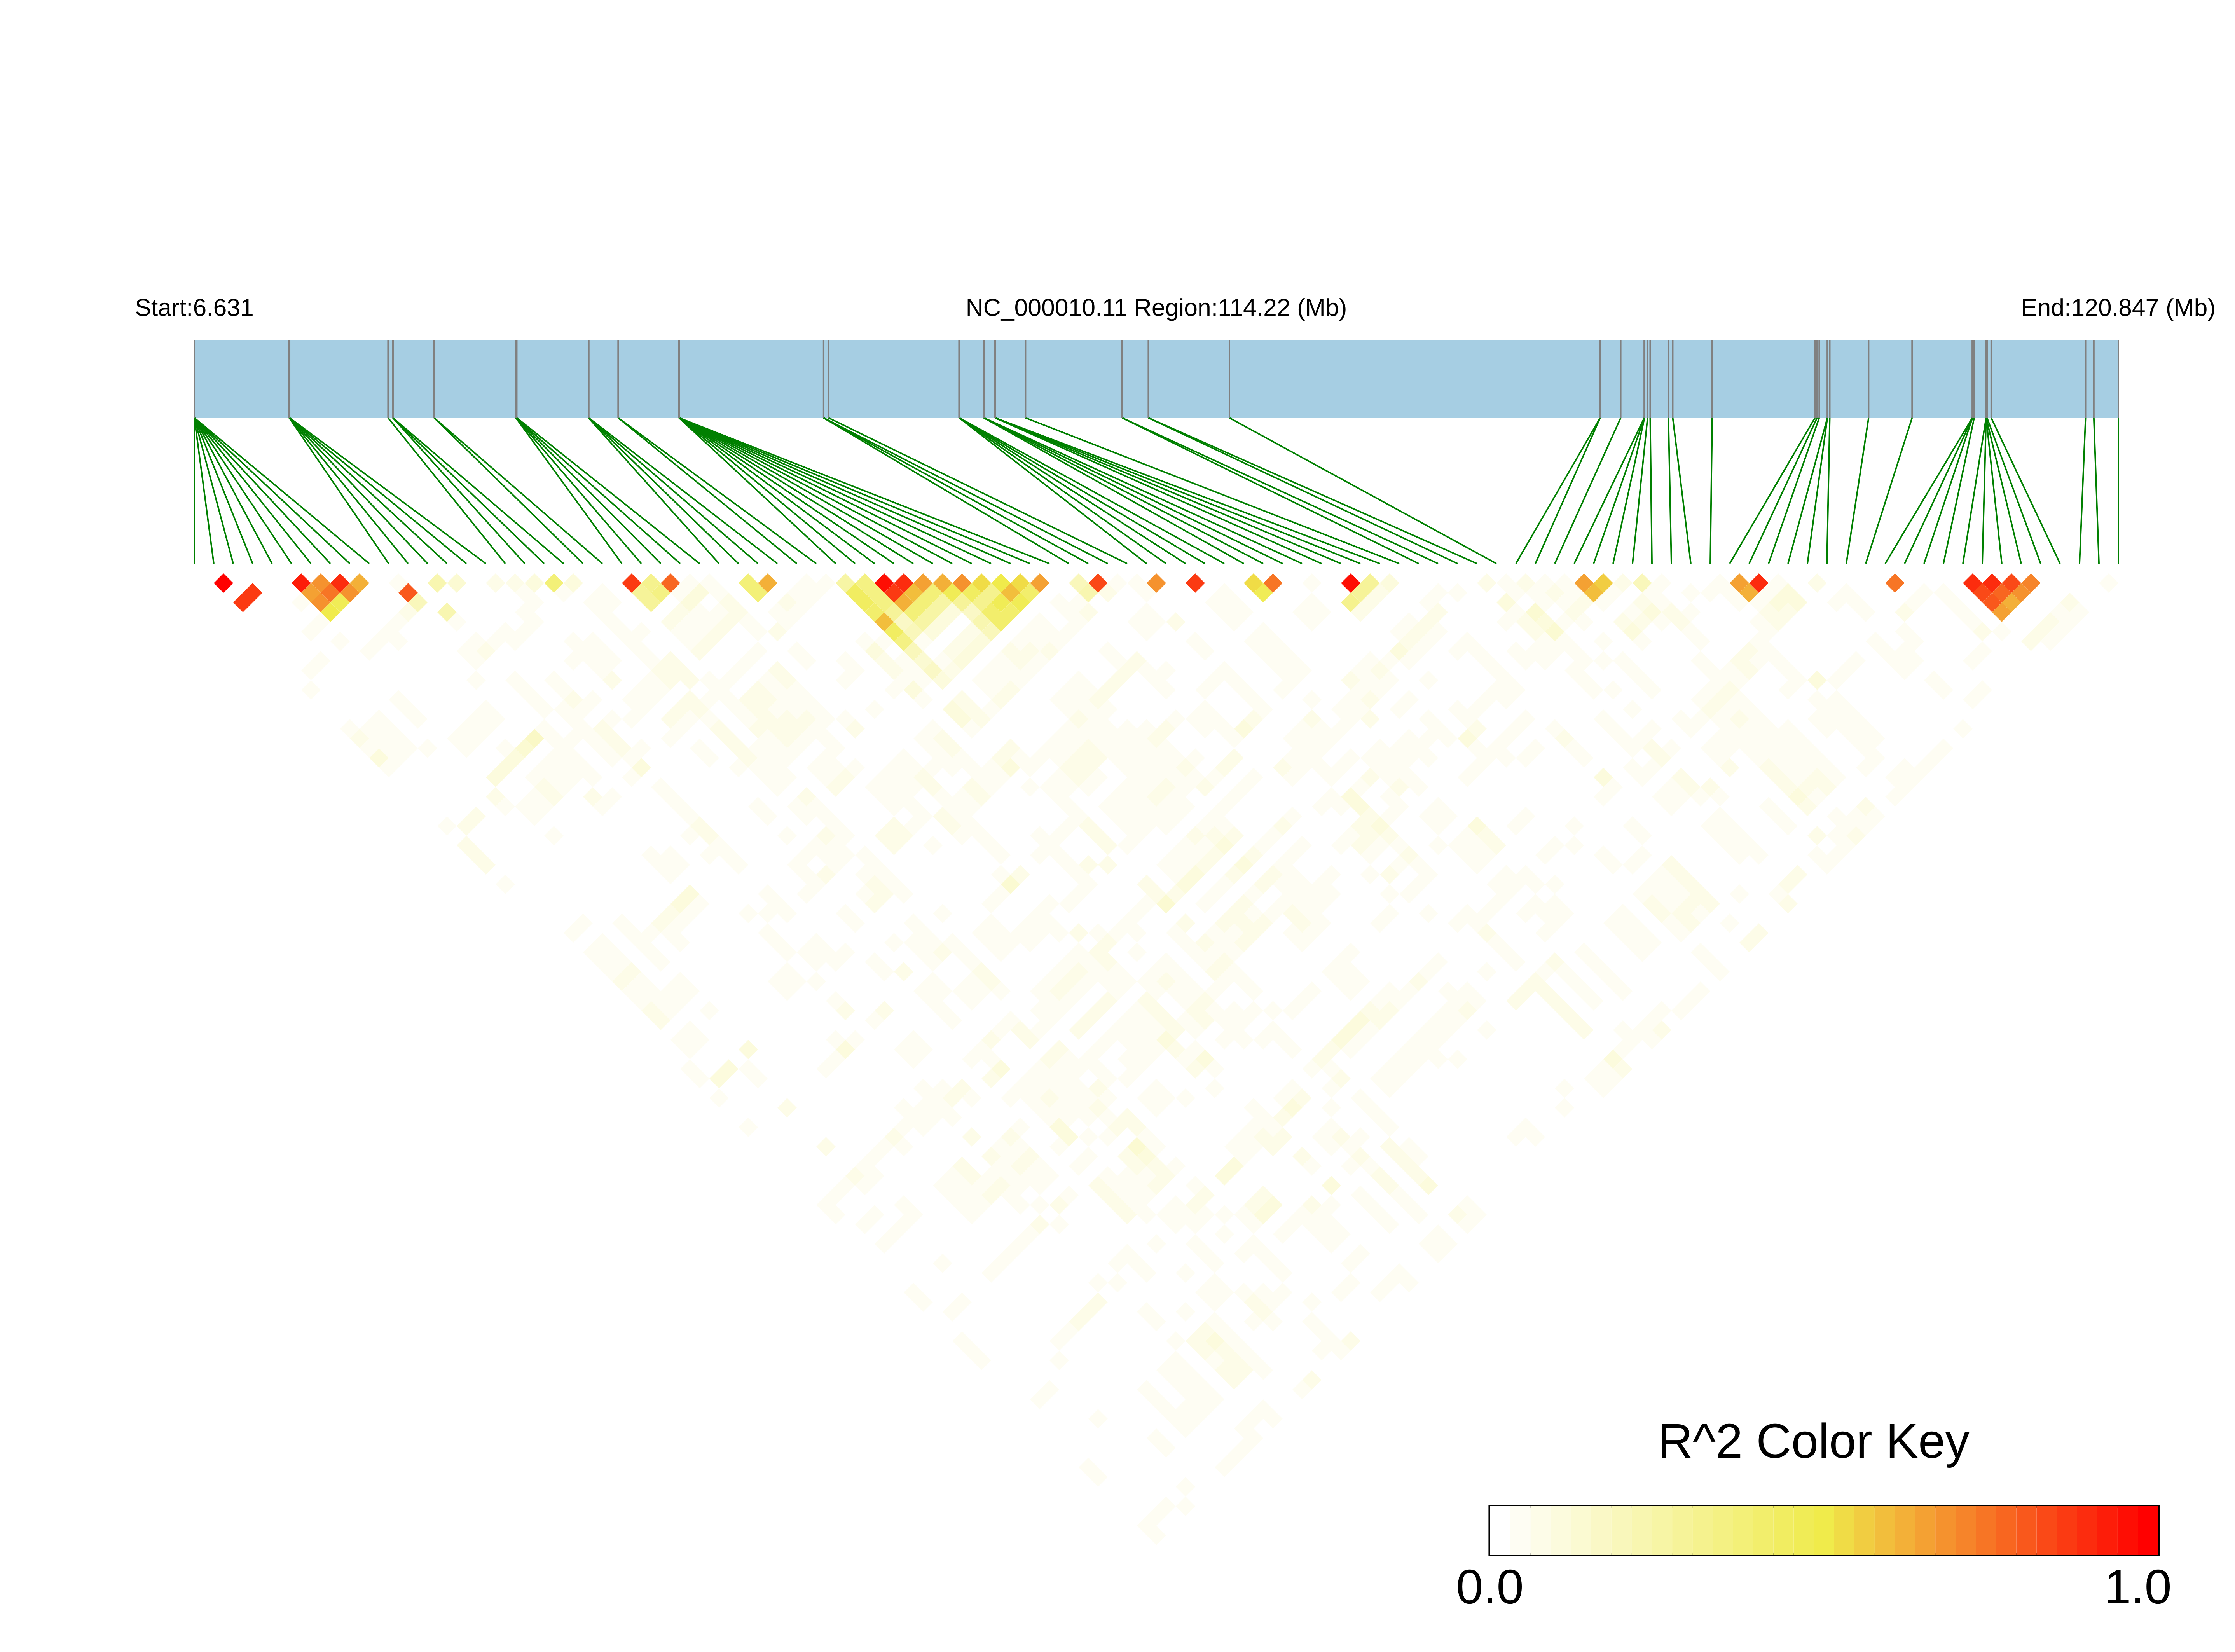 Start:6.631
NC_000010.11 Region:114.22 (Mb)
End:120.847 (Mb)
R^2 Color Key
0.0
1.0